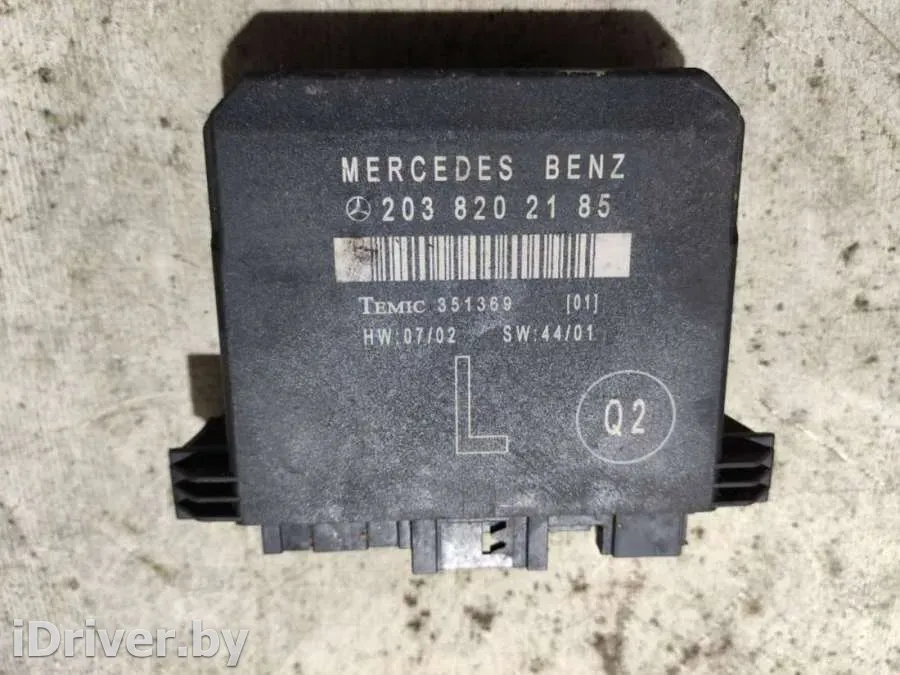 MERCEDES BENZ
203 820 21 85
TEMIC 351369 [01]
HW:07/02 SW:44/01
L
Q2
iDriver.by